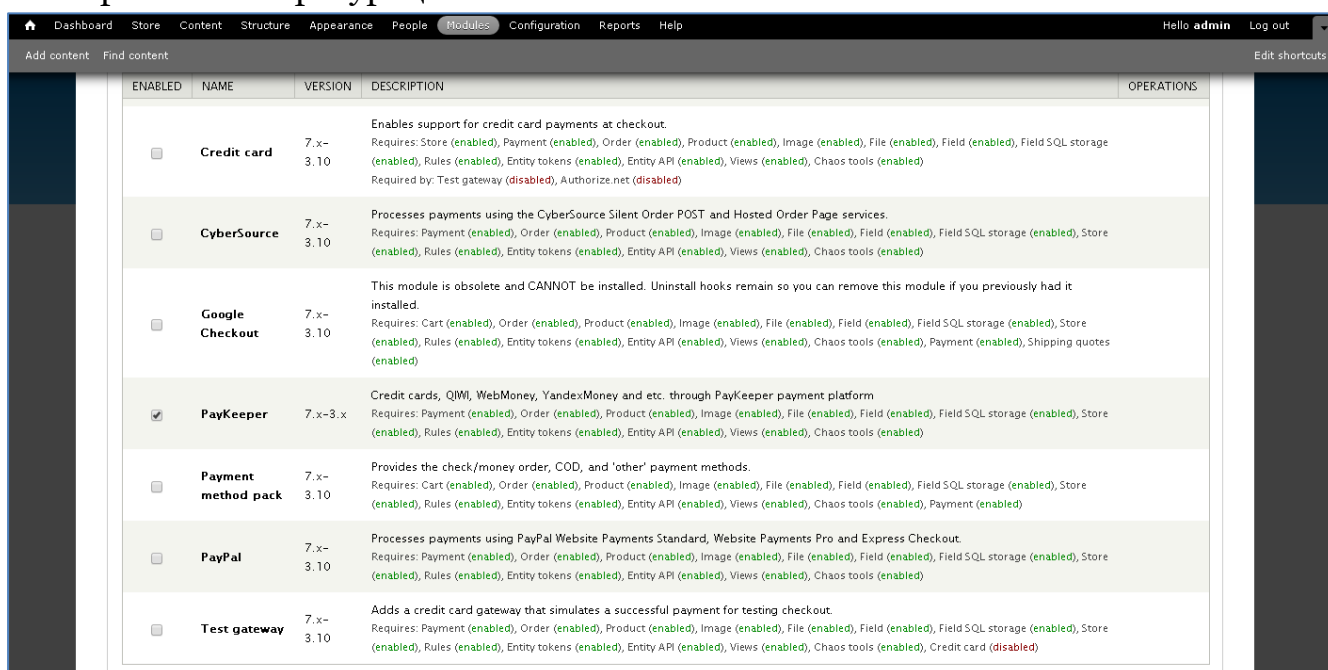 Dashboard Store Content Structure Appearance People Modules Configuration Reports Help Hello admin Log out
Add content Find content Edit shortcuts
ENABLED NAME VERSION DESCRIPTION OPERATIONS
Enables support for credit card payments at checkout.
Credit card 7.x-3.10 Requires: Store (enabled), Payment (enabled), Order (enabled), Product (enabled), Image (enabled), File (enabled), Field (enabled), Field SQL storage
(enabled), Rules (enabled), Entity tokens (enabled), Entity API (enabled), Views (enabled), Chaos tools (enabled)
Required by: Test gateway (disabled), Authorize.net (disabled)
Processes payments using the CyberSource Silent Order POST and Hosted Order Page services.
CyberSource 7.x-3.10 Requires: Payment (enabled), Order (enabled), Product (enabled), Image (enabled), File (enabled), Field (enabled), Field SQL storage (enabled), Store
(enabled), Rules (enabled), Entity tokens (enabled), Entity API (enabled), Views (enabled), Chaos tools (enabled)
This module is obsolete and CANNOT be installed. Uninstall hooks remain so you can remove this module if you previously had it
installed.
Google Checkout 7.x-3.10 Requires: Cart (enabled), Order (enabled), Product (enabled), Image (enabled), File (enabled), Field (enabled), Field SQL storage (enabled), Store
(enabled), Rules (enabled), Entity tokens (enabled), Entity API (enabled), Views (enabled), Chaos tools (enabled), Payment (enabled), Shipping quotes
(enabled)
Credit cards, QIWI, WebMoney, YandexMoney and etc. through PayKeeper payment platform
PayKeeper 7.x-3.x Requires: Payment (enabled), Order (enabled), Product (enabled), Image (enabled), File (enabled), Field (enabled), Field SQL storage (enabled), Store
(enabled), Rules (enabled), Entity tokens (enabled), Entity API (enabled), Views (enabled), Chaos tools (enabled)
Provides the check/money order, COD, and 'other' payment methods.
Payment method pack 7.x-3.10 Requires: Cart (enabled), Order (enabled), Product (enabled), Image (enabled), File (enabled), Field (enabled), Field SQL storage (enabled), Store
(enabled), Rules (enabled), Entity tokens (enabled), Entity API (enabled), Views (enabled), Chaos tools (enabled), Payment (enabled)
Processes payments using PayPal Website Payments Standard, Website Payments Pro and Express Checkout.
PayPal 7.x-3.10 Requires: Payment (enabled), Order (enabled), Product (enabled), Image (enabled), File (enabled), Field (enabled), Field SQL storage (enabled), Store
(enabled), Rules (enabled), Entity tokens (enabled), Entity API (enabled), Views (enabled), Chaos tools (enabled)
Adds a credit card gateway that simulates a successful payment for testing checkout.
Test gateway 7.x-3.10 Requires: Payment (enabled), Order (enabled), Product (enabled), Image (enabled), File (enabled), Field (enabled), Field SQL storage (enabled), Store
(enabled), Rules (enabled), Entity tokens (enabled), Entity API (enabled), Views (enabled), Chaos tools (enabled), Credit card (disabled)